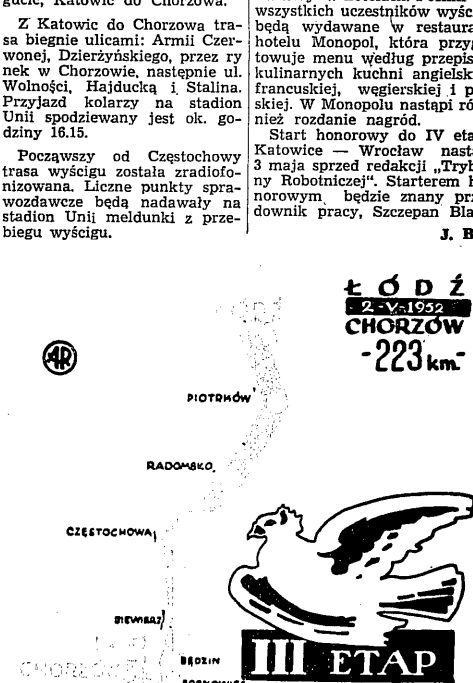 Katowic do Chorzowa.
Z Katowic do Chorzowa tra-
sa biegnie ulicami: Armii Czer-
wonej, Dzierżyńskiego, przez ry
nek w Chorzowie, następnie ul.
Wolności, Hajducką i Stalina.
Przyjazd kolarzy na stadion
Unii spodziewany jest ok. go-
dziny 16.15.
Począwszy od Częstochowy
trasa wyścigu została zradiofo-
nizowana. Liczne punkty spra-
wozdawcze będą nadawały na
stadion Unii meldunki z prze-
biegu wyścigu.
wszystkich uczestników wyśc
będą wydawane w restaura
hotelu Monopol, która przyg
towuje menu według przepis
kulinarnych kuchni angielsk
francuskiej, węgierskiej i p
skiej. W Monopolu nastąpi ró
nież rozdanie nagród.
Start honorowy do IV eta
Katowice — Wrocław nastą
3 maja sprzed redakcji „Tryb
ny Robotniczej”. Starterem h
norowym będzie znany prz
downik pracy, Szczepan Bla
J. B
ŁÓDŹ
2-V-1952
CHORZÓW
-223 km-
AR
PIOTRKÓW
RADOMSKO
CZĘSTOCHOWA
SIEWIERZ
CHORZÓW
BĘDZIN
III ETAP